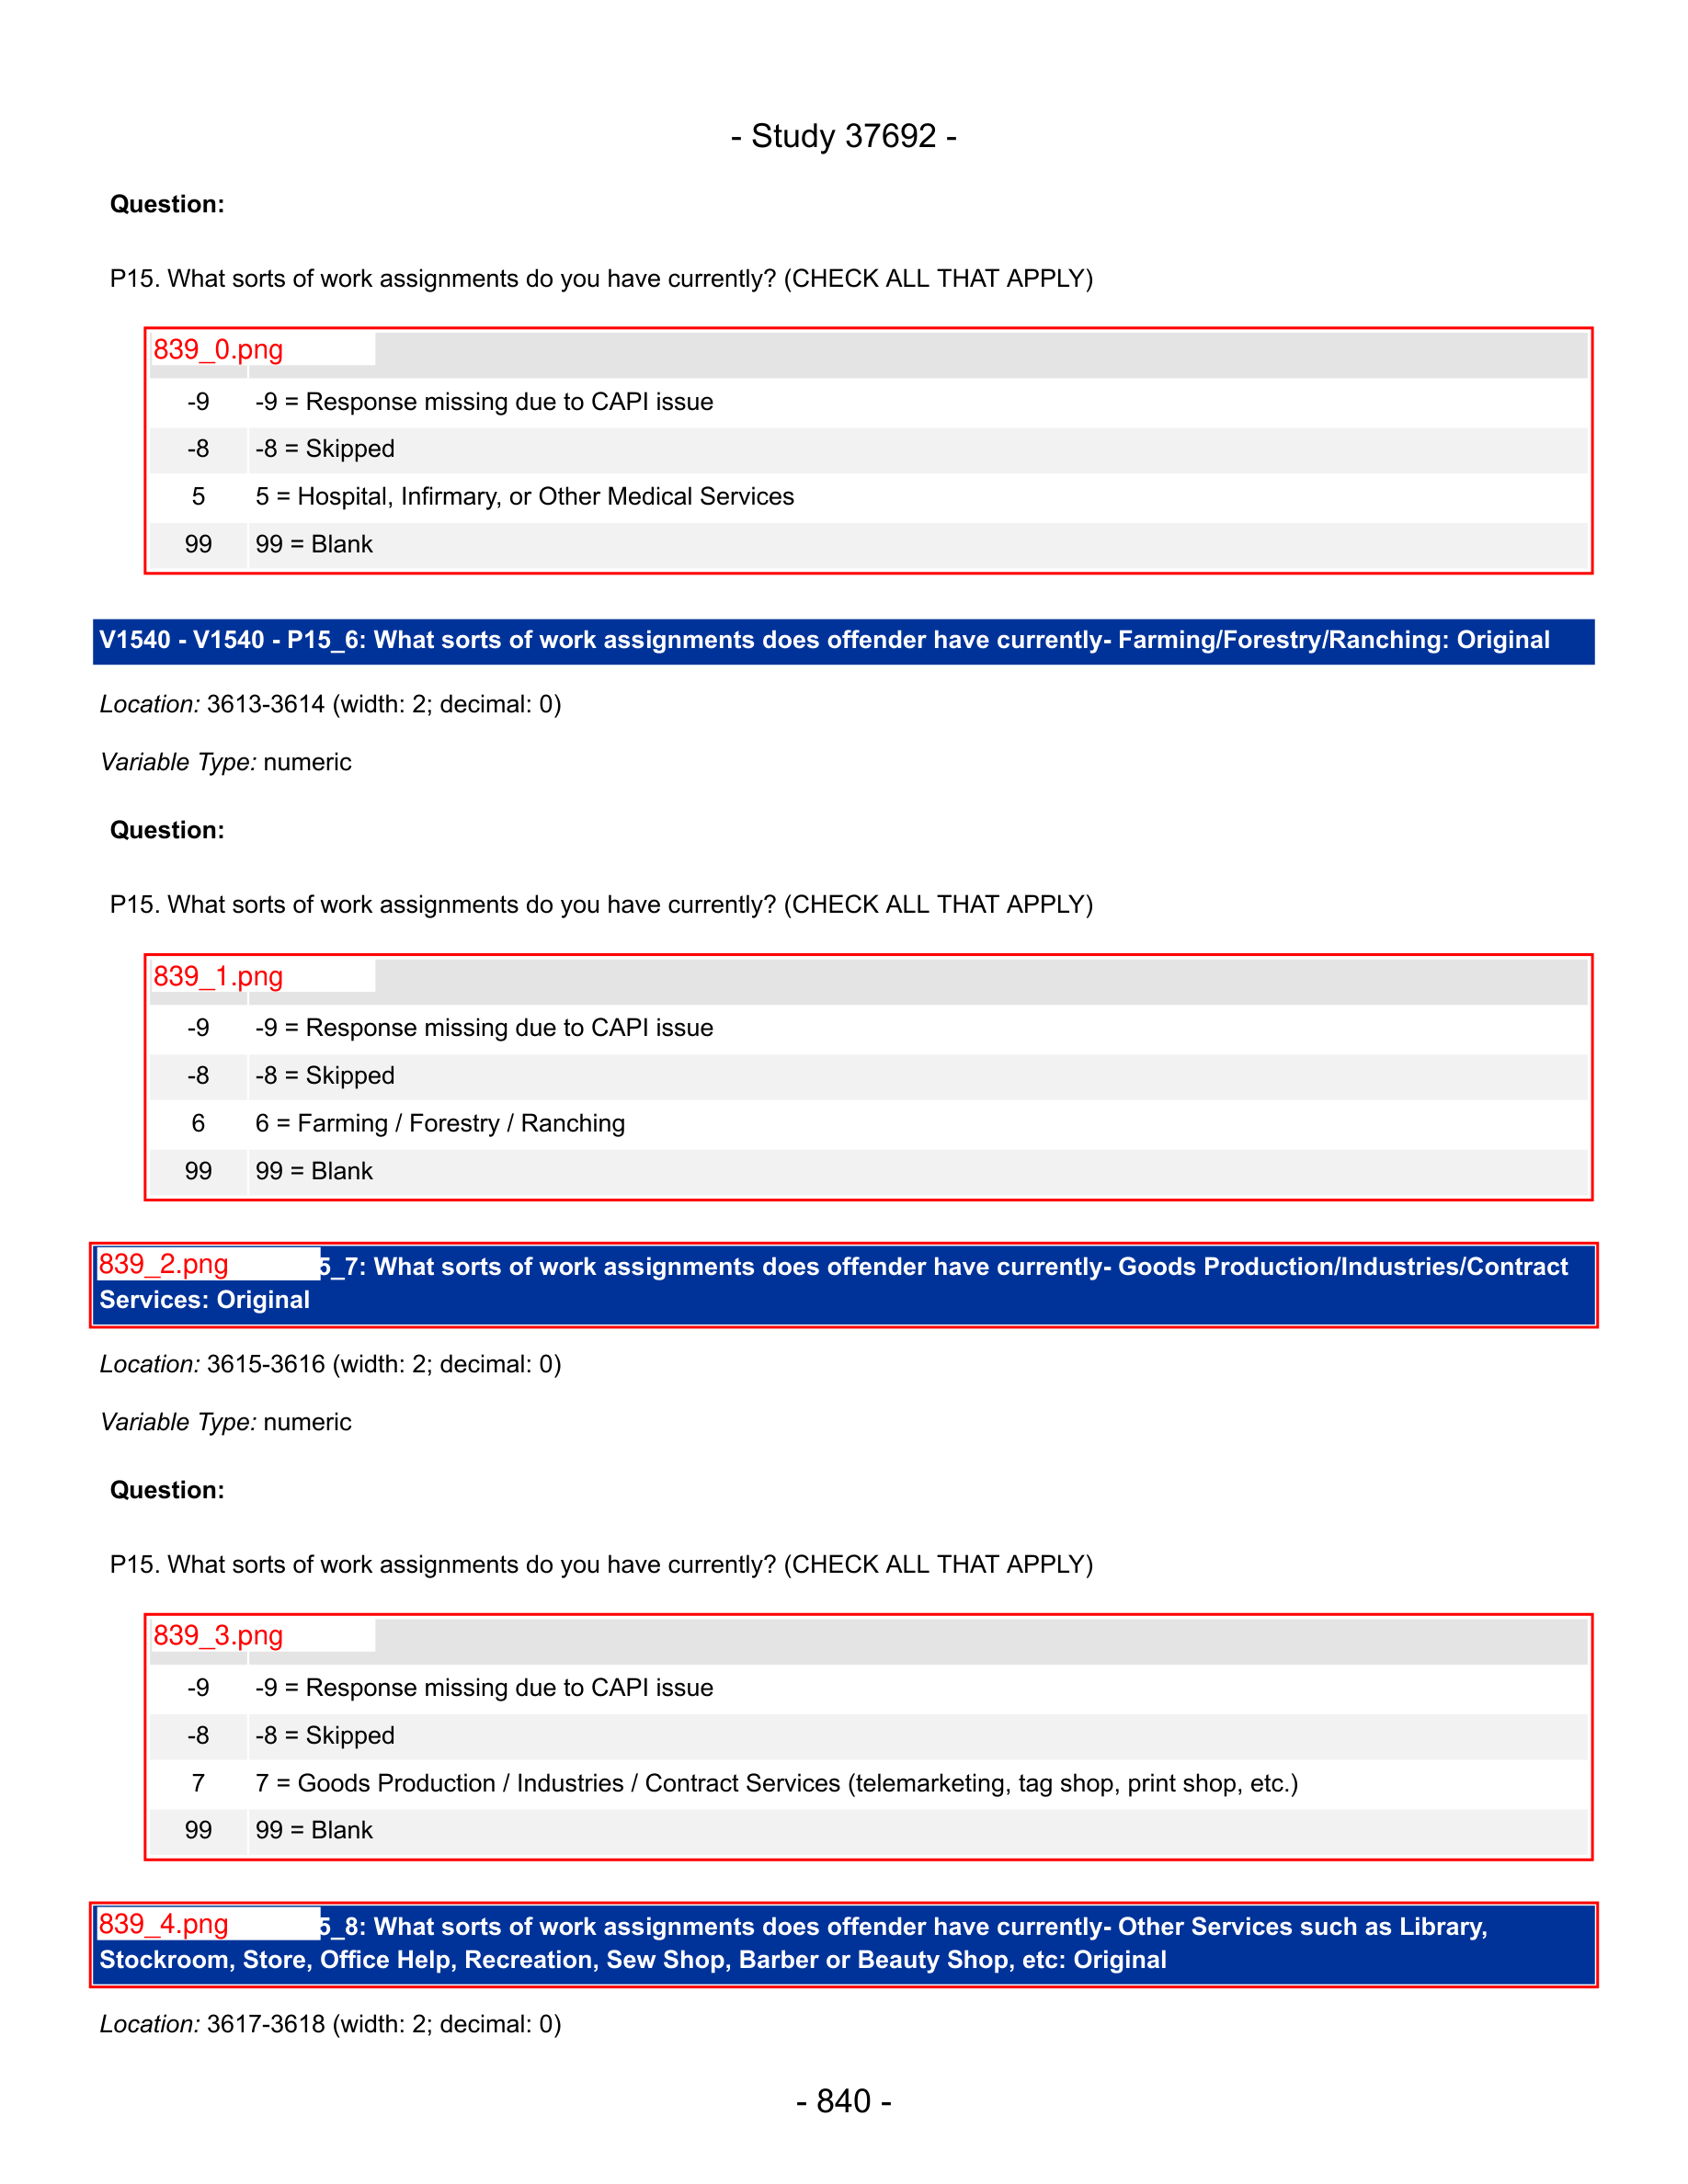 - Study 37692 -
Question:
P15. What sorts of work assignments do you have currently? (CHECK ALL THAT APPLY)
839_0.png
-9 -9 = Response missing due to CAPI issue
-8 -8 = Skipped
5 5 = Hospital, Infirmary, or Other Medical Services
99 99 = Blank
V1540 - V1540 - P15_6: What sorts of work assignments does offender have currently- Farming/Forestry/Ranching: Original
Location: 3613-3614 (width: 2; decimal: 0)
Variable Type: numeric
Question:
P15. What sorts of work assignments do you have currently? (CHECK ALL THAT APPLY)
839_1.png
-9 -9 = Response missing due to CAPI issue
-8 -8 = Skipped
6 6 = Farming / Forestry / Ranching
99 99 = Blank
839_2.png 5_7: What sorts of work assignments does offender have currently- Goods Production/Industries/Contract
Services: Original
Location: 3615-3616 (width: 2; decimal: 0)
Variable Type: numeric
Question:
P15. What sorts of work assignments do you have currently? (CHECK ALL THAT APPLY)
839_3.png
-9 -9 = Response missing due to CAPI issue
-8 -8 = Skipped
7 7 = Goods Production / Industries / Contract Services (telemarketing, tag shop, print shop, etc.)
99 99 = Blank
839_4.png 5_8: What sorts of work assignments does offender have currently- Other Services such as Library,
Stockroom, Store, Office Help, Recreation, Sew Shop, Barber or Beauty Shop, etc: Original
Location: 3617-3618 (width: 2; decimal: 0)
- 840 -